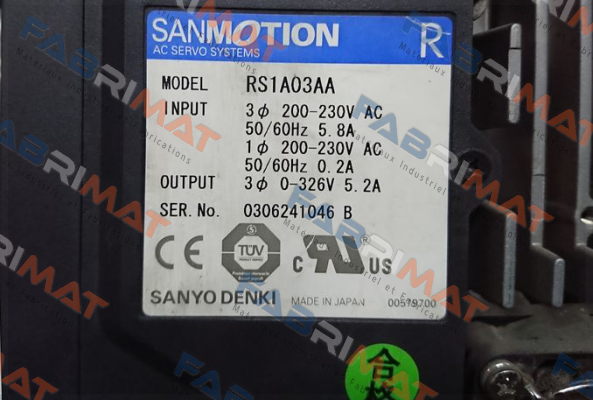 SANMOTION R
AC SERVO SYSTEMS
MODEL RS1A03AA
INPUT 3φ 200-230V AC
50/60Hz 5.8A
1φ 200-230V AC
50/60Hz 0.2A
OUTPUT 3φ 0-326V 5.2A
SER. No. 0306241046 B
CE TÜV c UL ® US
SANYO DENKI MADE IN JAPAN 00579700
合格
FABRIMAT